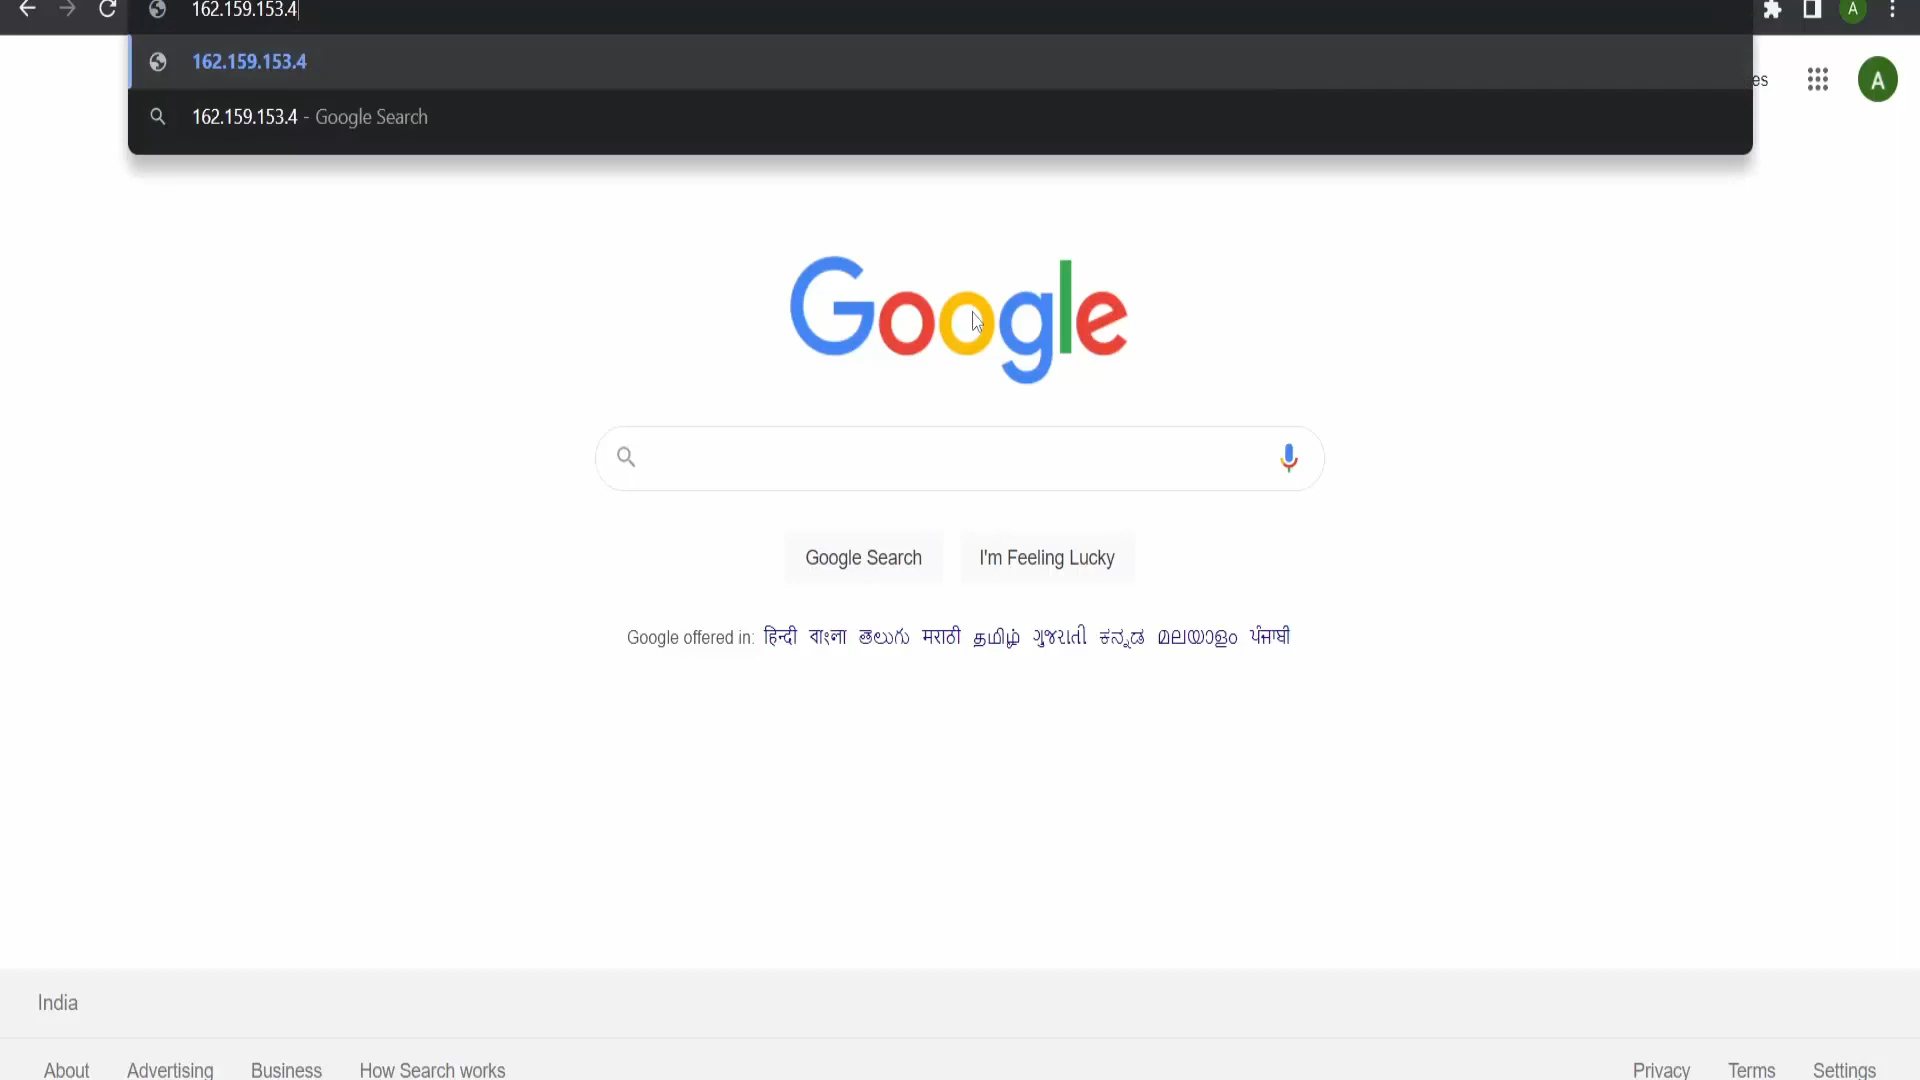 162.159.153.4
A
162.159.153.4
es
A
162.159.153.4 - Google Search
Google
Google Search
I'm Feeling Lucky
Google offered in: हिन्दी বাংলা తెలుగు मराठी தமிழ் ગુજરાતી ಕನ್ನಡ മലയാളം ਪੰਜਾਬੀ
India
About Advertising Business How Search works
Privacy Terms Settings